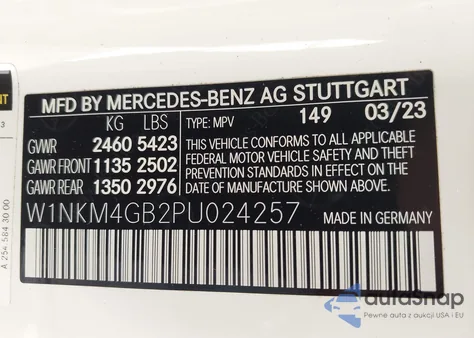 MFD BY MERCEDES-BENZ AG STUTTGART
KG LBS
GVWR 2460 5423
GAWR FRONT 1135 2502
GAWR REAR 1350 2976
TYPE: MPV 149 03/23
THIS VEHICLE CONFORMS TO ALL APPLICABLE
FEDERAL MOTOR VEHICLE SAFETY AND
THEFT PREVENTION STANDARDS IN EFFECT ON
THE DATE OF MANUFACTURE SHOWN ABOVE.
W1NKM4GB2PU024257
MADE IN GERMANY
A 254 584 30 00
NT
3
autoSnap
Pewne auta z aukcji USA i EU